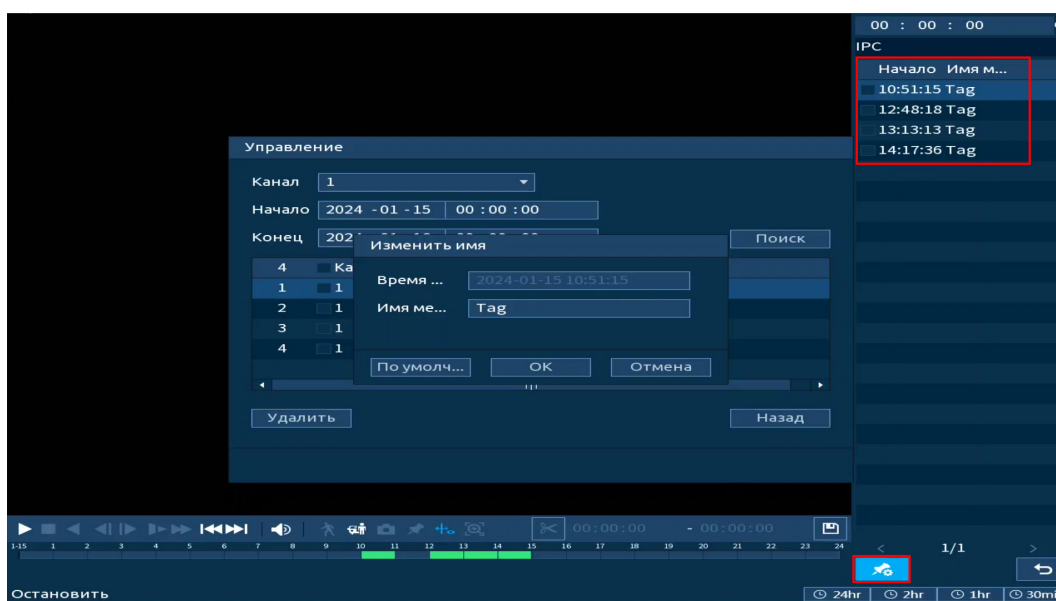 00 : 00 : 00
IPC
Начало Имя м...
10:51:15 Tag
12:48:18 Tag
13:13:13 Tag
14:17:36 Tag
Управление
Канал 1
Начало 2024 - 01 - 15 00 : 00 : 00
Конец Поиск
Изменить имя
Время ... 2024-01-15 10:51:15
Имя ме... Tag
По умолч... OK Отмена
4 Ка
1 1
2 1
3 1
4 1
Удалить Назад
00:00:00 - 00:00:00
1-15 1 2 3 4 5 6 7 8 9 10 11 12 13 14 15 16 17 18 19 20 21 22 23 24
< 1/1 >
Остановить 24hr 2hr 1hr 30mi